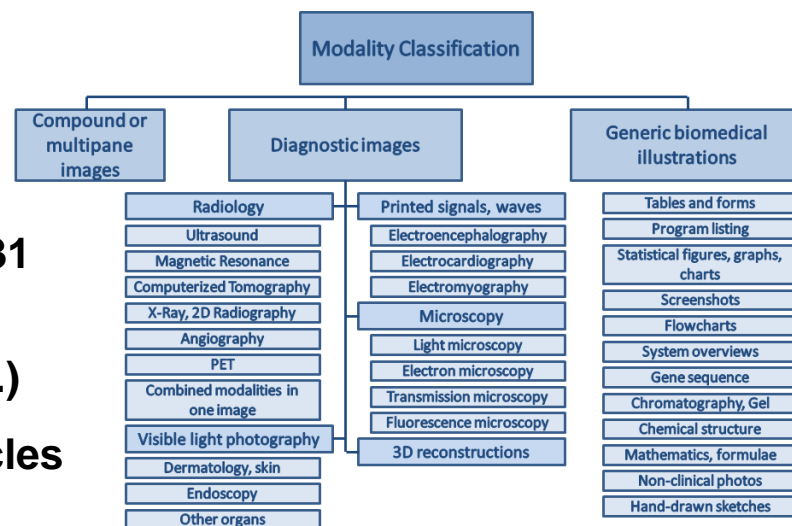 Modality Classification
Compound or
multipane
images
Diagnostic images
Generic biomedical
illustrations
Radiology
Ultrasound
Magnetic Resonance
Computerized Tomography
X-Ray, 2D Radiography
Angiography
PET
Combined modalities in
one image
Visible light photography
Dermatology, skin
Endoscopy
Other organs
Printed signals, waves
Electroencephalography
Electrocardiography
Electromyography
Microscopy
Light microscopy
Electron microscopy
Transmission microscopy
Fluorescence microscopy
3D reconstructions
Tables and forms
Program listing
Statistical figures, graphs,
charts
Screenshots
Flowcharts
System overviews
Gene sequence
Chromatography, Gel
Chemical structure
Mathematics, formulae
Non-clinical photos
Hand-drawn sketches
31
.)
cles